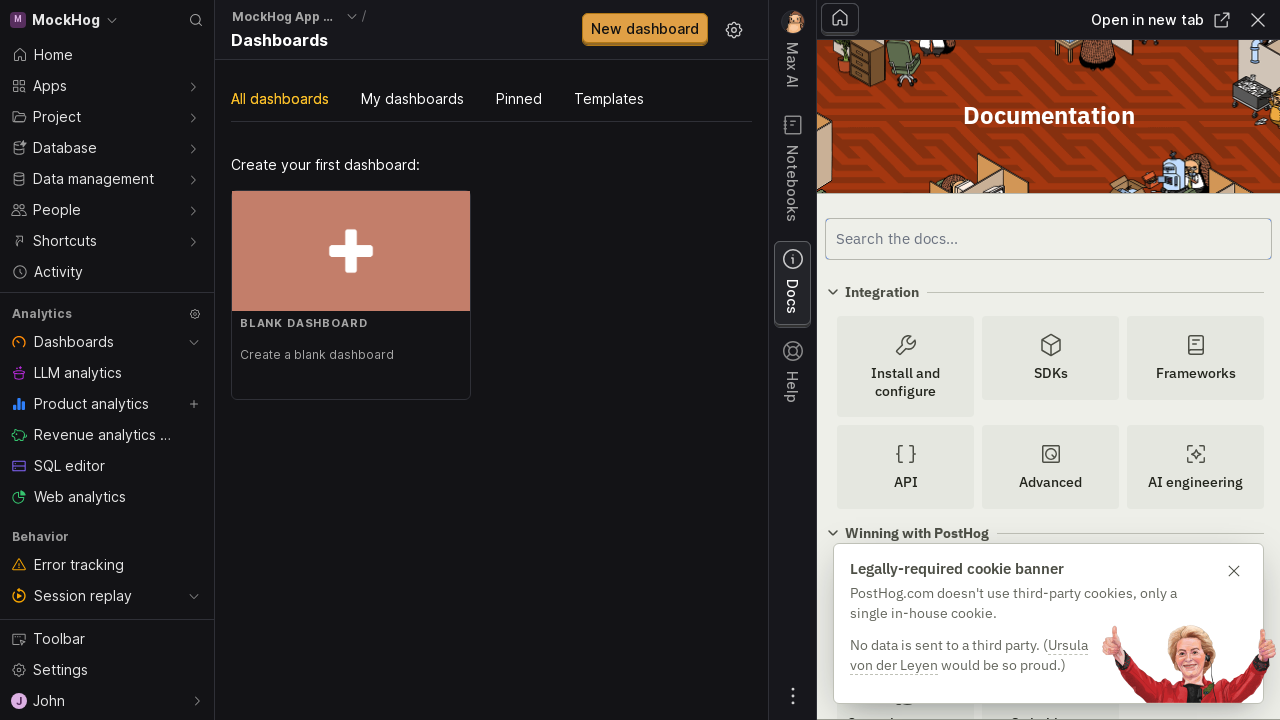 M MockHog
Home
Apps
Project
Database
Data management
People
Shortcuts
Activity
Analytics
Dashboards
LLM analytics
Product analytics
Revenue analytics ...
SQL editor
Web analytics
Behavior
Error tracking
Session replay
Toolbar
Settings
J John
MockHog App ... /
Dashboards
New dashboard
All dashboards
My dashboards
Pinned
Templates
Create your first dashboard:
BLANK DASHBOARD
Create a blank dashboard
Max AI
Notebooks
Docs
Help
Open in new tab
Documentation
Search the docs...
Integration
Install and
configure
SDKs
Frameworks
API
Advanced
AI engineering
Winning with PostHog
Legally-required cookie banner
PostHog.com doesn't use third-party cookies, only a
single in-house cookie.
No data is sent to a third party. (Ursula
von der Leyen would be so proud.)